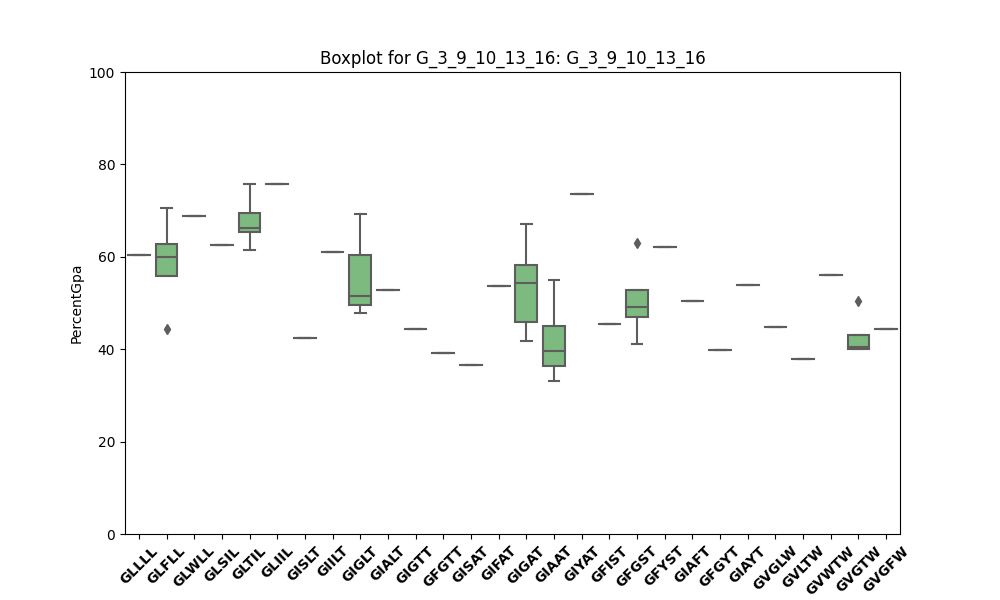 Boxplot for G_3_9_10_13_16: G_3_9_10_13_16
100
80
60
40
20
0
PercentGpa
GLLLL
GLFLL
GLWLL
GLSIL
GLTIL
GLIIL
GISLT
GIILT
GIGLT
GIALT
GIGTT
GFGTT
GISAT
GIFAT
GIGAT
GIAAT
GIYAT
GFIST
GFGST
GFYST
GIAFT
GFGYT
GIAYT
GVGLW
GVLTW
GVWTW
GVGTW
GVGFW